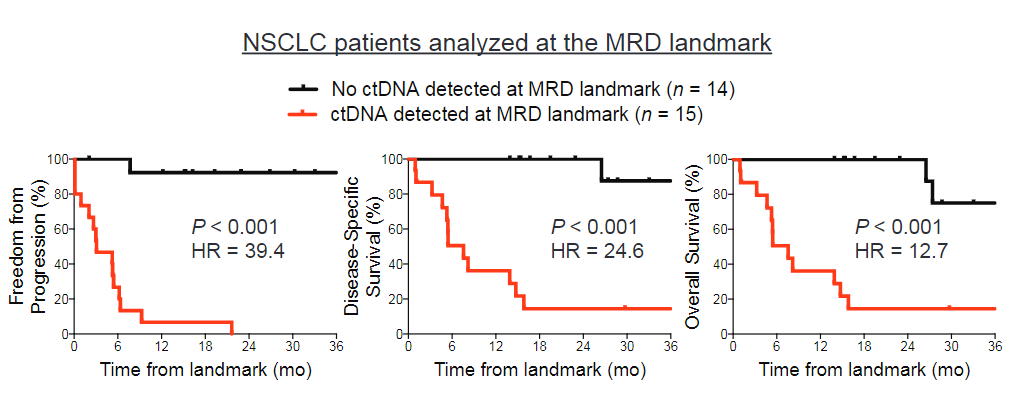 NSCLC patients analyzed at the MRD landmark
No ctDNA detected at MRD landmark (n = 14)
ctDNA detected at MRD landmark (n = 15)
Freedom from
Progression (%)
100
80
60
40
20
0
P < 0.001
HR = 39.4
0 6 12 18 24 30 36
Time from landmark (mo)
Disease-Specific
Survival (%)
100
80
60
40
20
0
P < 0.001
HR = 24.6
0 6 12 18 24 30 36
Time from landmark (mo)
Overall Survival (%)
100
80
60
40
20
0
P < 0.001
HR = 12.7
0 6 12 18 24 30 36
Time from landmark (mo)